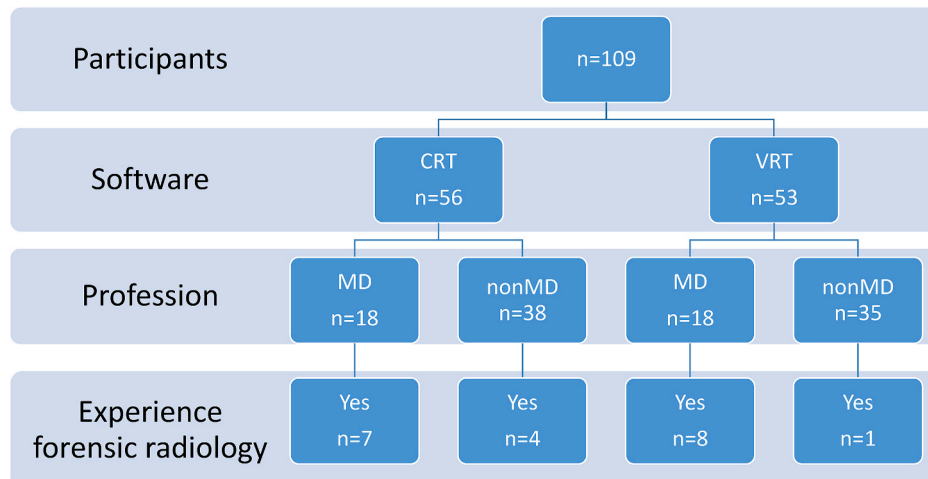 Participants
n=109
Software
CRT
n=56
VRT
n=53
Profession
MD
n=18
nonMD
n=38
MD
n=18
nonMD
n=35
Experience
forensic radiology
Yes
n=7
Yes
n=4
Yes
n=8
Yes
n=1